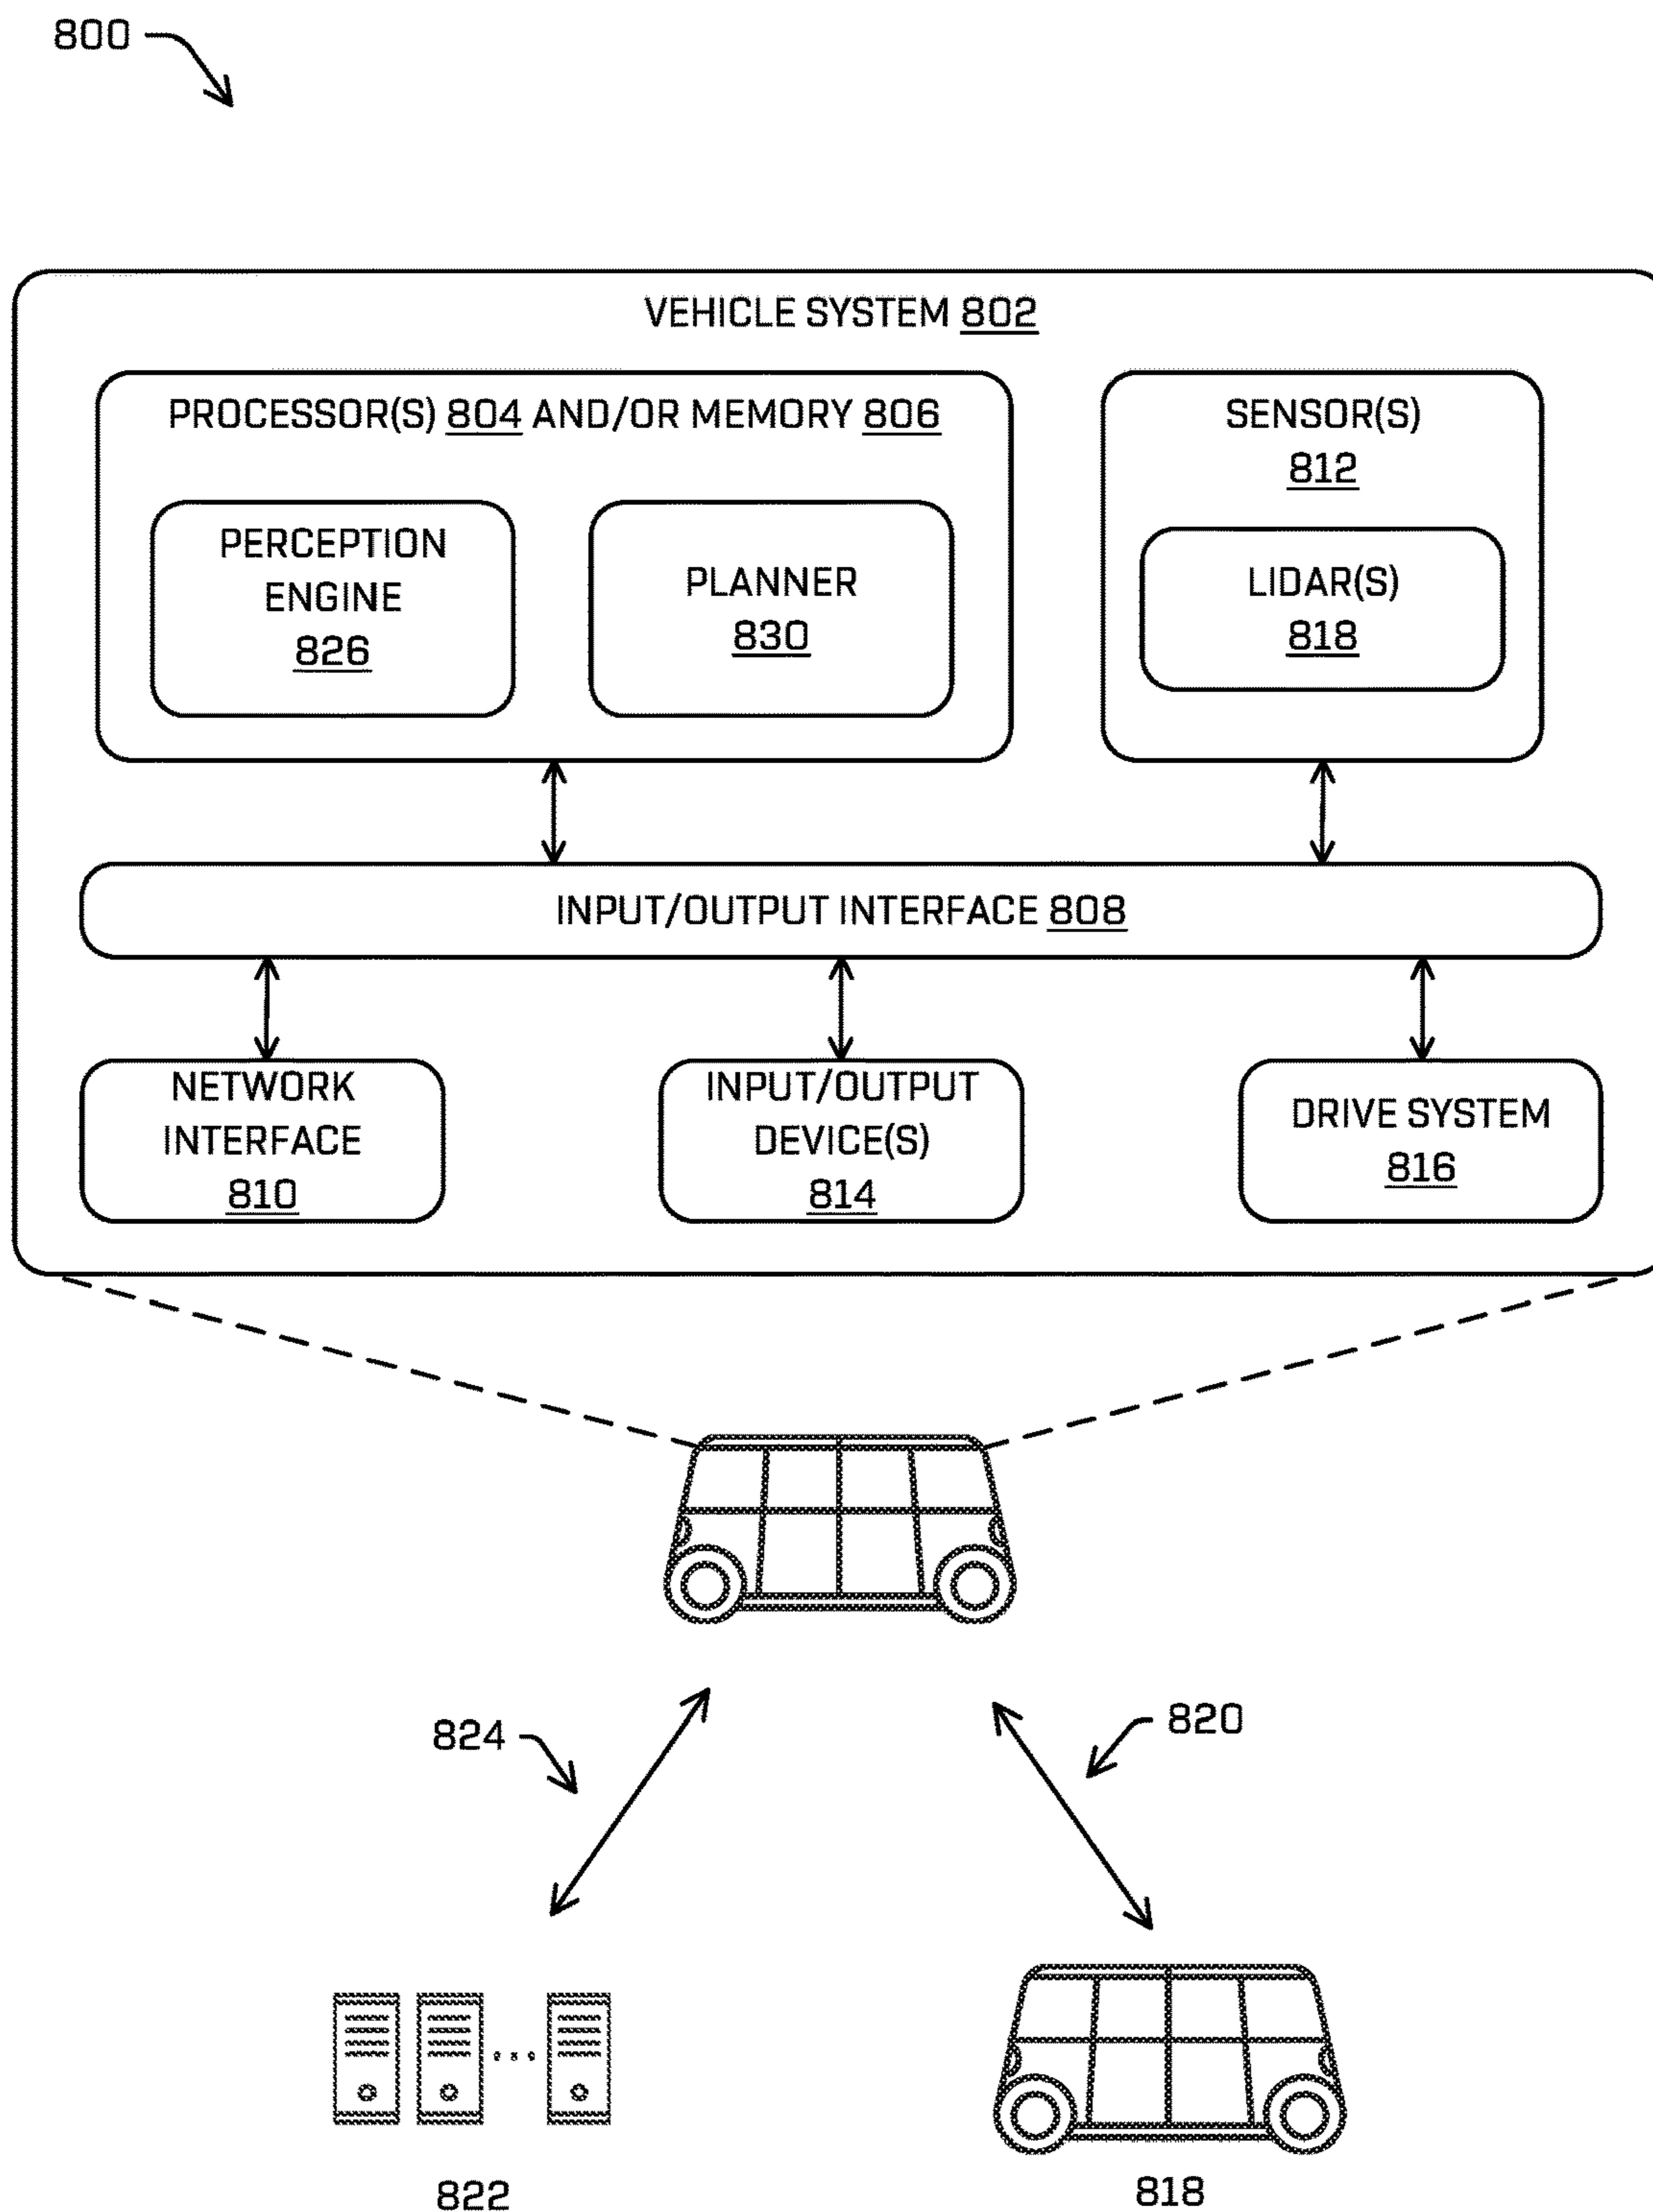 800
VEHICLE SYSTEM 802
PROCESSOR(S) 804 AND/OR MEMORY 806
PERCEPTION
ENGINE
826
PLANNER
830
SENSOR(S)
812
LIDAR(S)
818
INPUT/OUTPUT INTERFACE 808
NETWORK
INTERFACE
810
INPUT/OUTPUT
DEVICE(S)
814
DRIVE SYSTEM
816
824
820
822
818